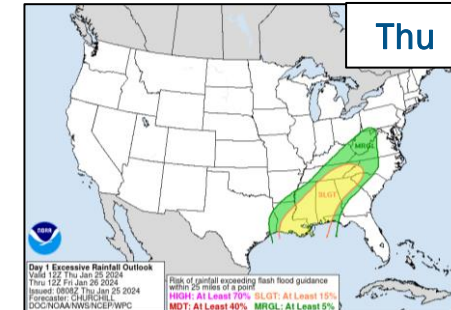 Thu
MRGL
SLGT
NOAA
Day 1 Excessive Rainfall Outlook
Valid 12Z Thu Jan 25 2024
Thru 12Z Fri Jan 26 2024
Issued: 0808Z Thu Jan 25 2024
Forecaster: CHURCHILL
DOC/NOAA/NWS/NCEP/WPC
Risk of rainfall exceeding flash flood guidance
within 25 miles of a point
HIGH: At Least 70% SLGT: At Least 15%
MDT: At Least 40% MRGL: At Least 5%